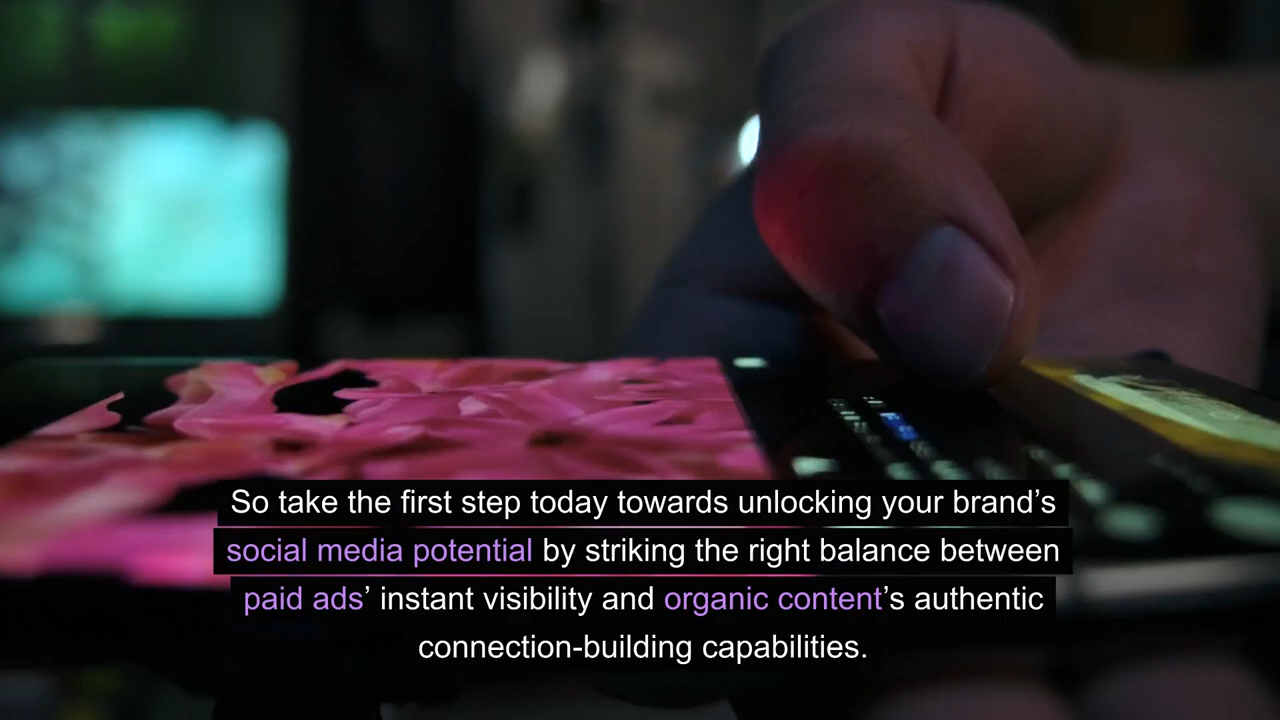 So take the first step today towards unlocking your brand’s
social media potential by striking the right balance between
paid ads’ instant visibility and organic content’s authentic
connection-building capabilities.